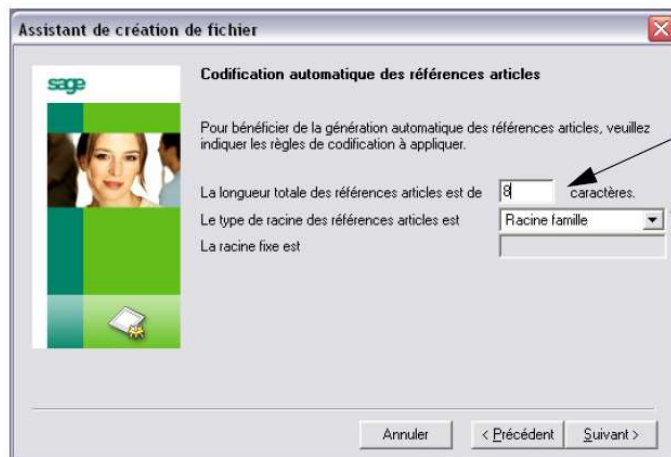 Assistant de création de fichier
sage
Codification automatique des références articles
Pour bénéficier de la génération automatique des références articles, veuillez
indiquer les règles de codification à appliquer.
La longueur totale des références articles est de 8 caractères.
Le type de racine des références articles est Racine famille
La racine fixe est
Annuler < Précédent Suivant >